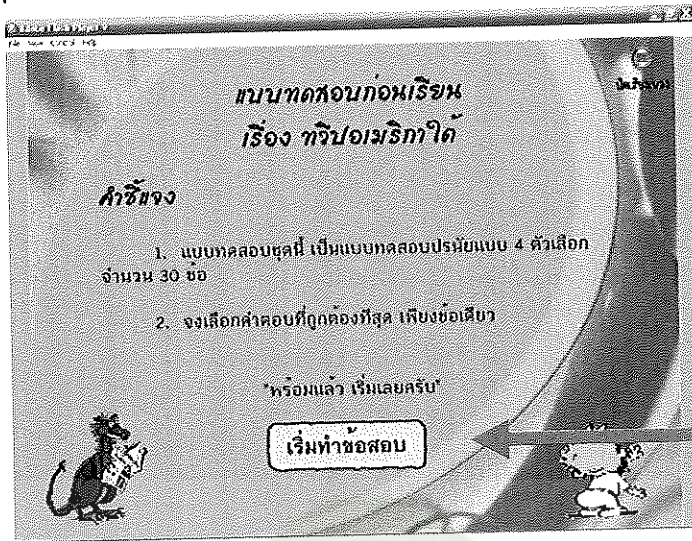 แบบทดสอบก่อนเรียน
เรื่อง ทวีปอเมริกาใต้
คำชี้แจง
1. แบบทดสอบชุดนี้ เป็นแบบทดสอบปรนัยแบบ 4 ตัวเลือก
จำนวน 30 ข้อ
2. จงเลือกคำตอบที่ถูกต้องที่สุด เพียงข้อเดียว
"พร้อมแล้ว เริ่มเลยครับ"
เริ่มทำข้อสอบ